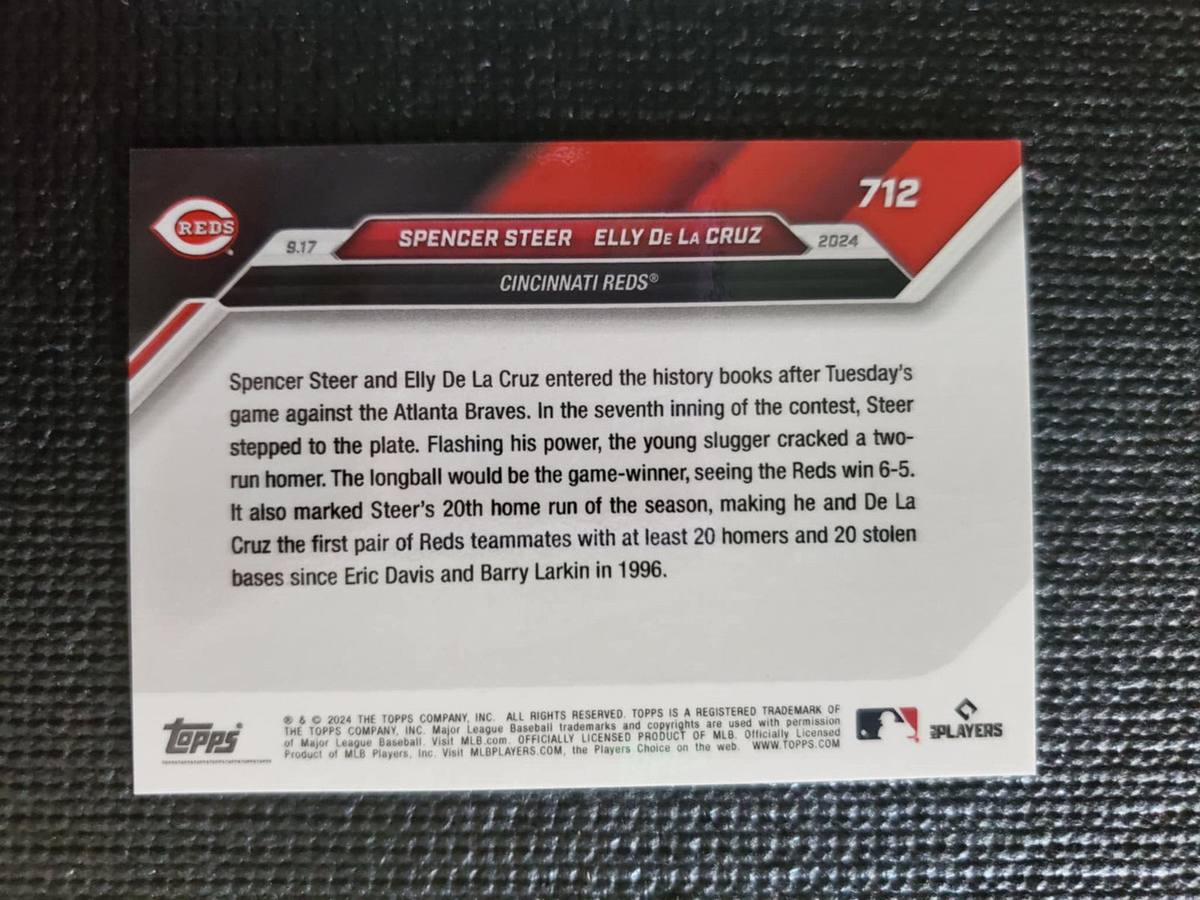 712
REDS
9.17 SPENCER STEER ELLY DE LA CRUZ 2024
CINCINNATI REDS®
Spencer Steer and Elly De La Cruz entered the history books after Tuesday's
game against the Atlanta Braves. In the seventh inning of the contest, Steer
stepped to the plate. Flashing his power, the young slugger cracked a two-
run homer. The longball would be the game-winner, seeing the Reds win 6-5.
It also marked Steer's 20th home run of the season, making he and De La
Cruz the first pair of Reds teammates with at least 20 homers and 20 stolen
bases since Eric Davis and Barry Larkin in 1996.
Topps®
® & © 2024 THE TOPPS COMPANY, INC. ALL RIGHTS RESERVED. TOPPS IS A REGISTERED TRADEMARK OF
THE TOPPS COMPANY, INC. Major League Baseball trademarks and copyrights are used with permission
of Major League Baseball. Visit MLB.com. OFFICIALLY LICENSED PRODUCT OF MLB. Officially Licensed
Product of MLB Players, Inc. Visit MLBPLAYERS.COM, the Players Choice on the web. WWW.TOPPS.COM
MLB PLAYERS